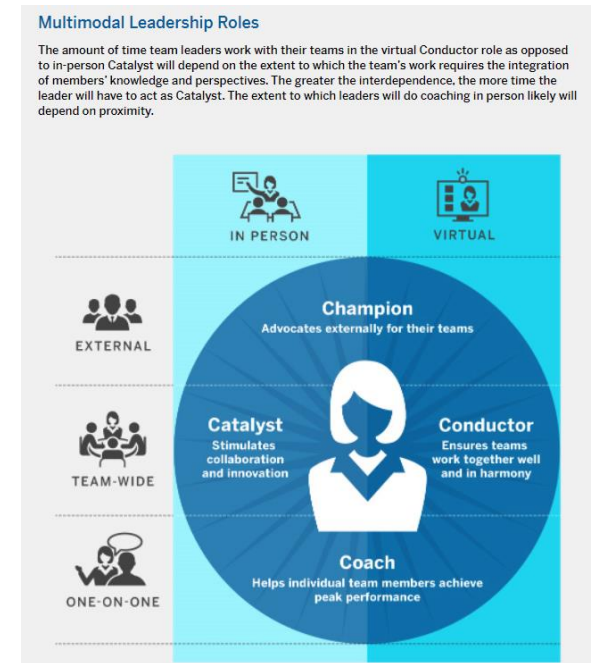 Multimodal Leadership Roles
The amount of time team leaders work with their teams in the virtual Conductor role as opposed
to in-person Catalyst will depend on the extent to which the team's work requires the integration
of members' knowledge and perspectives. The greater the interdependence, the more time the
leader will have to act as Catalyst. The extent to which leaders will do coaching in person likely will
depend on proximity.
IN PERSON
VIRTUAL
EXTERNAL
Champion
Advocates externally for their teams
TEAM-WIDE
Catalyst
Stimulates
collaboration
and innovation
Conductor
Ensures teams
work together well
and in harmony
ONE-ON-ONE
Coach
Helps individual team members achieve
peak performance